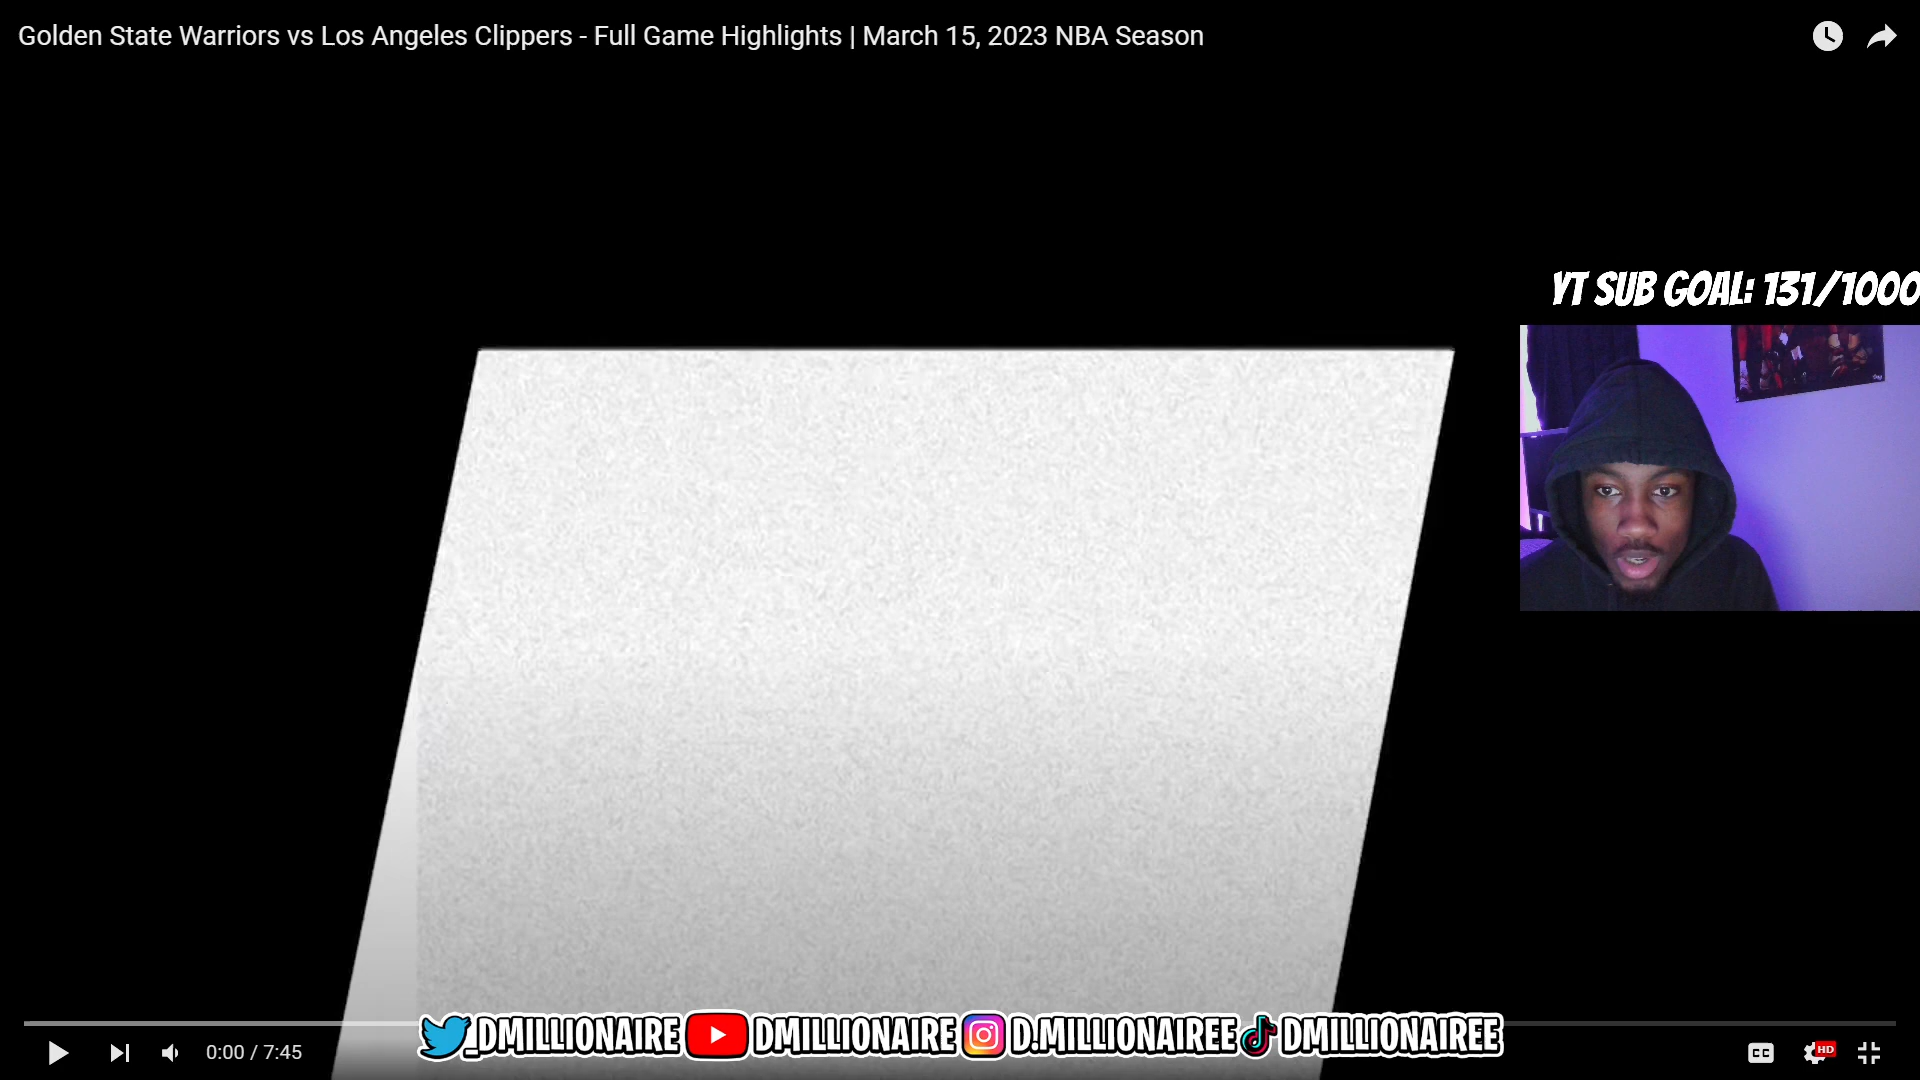 Golden State Warriors vs Los Angeles Clippers - Full Game Highlights | March 15, 2023 NBA Season
YT SUB GOAL: 131/1000
_DMILLIONAIRE DMILLIONAIRE D.MILLIONAIREE DMILLIONAIREE
0:00 / 7:45
CC
HD